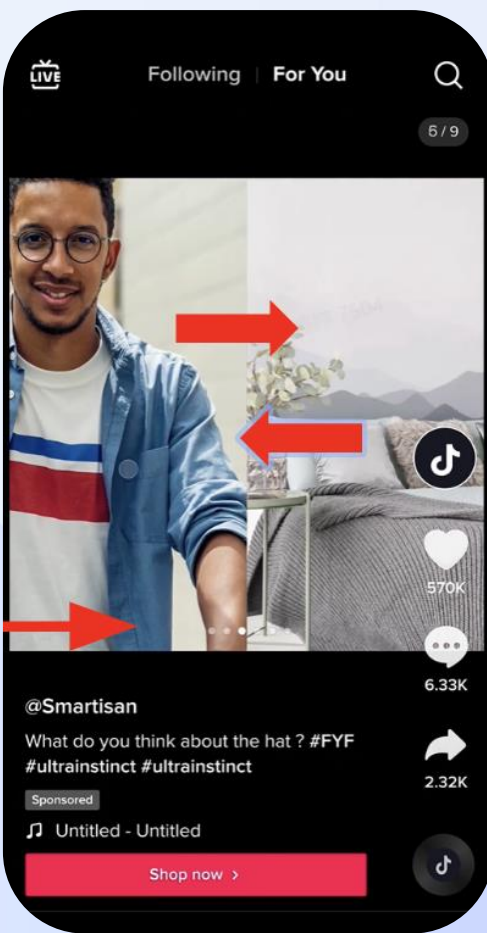 LIVE
Following | For You
6/9
570K
6.33K
@Smartisan
What do you think about the hat ? #FYF
#ultrainstinct #ultrainstinct
2.32K
Sponsored
Untitled - Untitled
Shop now >